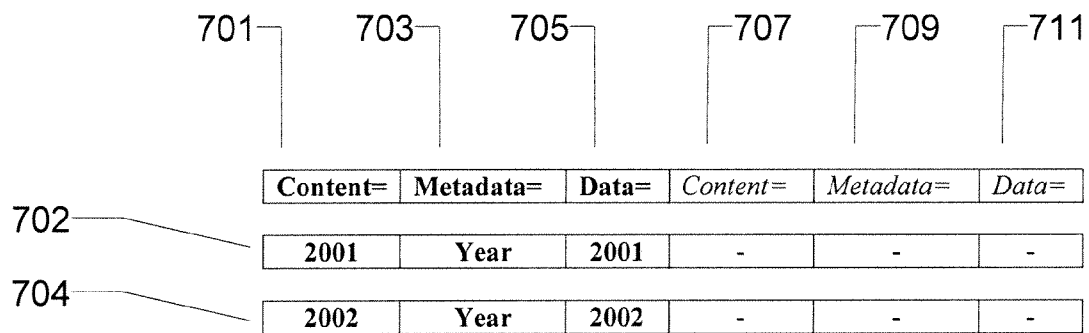 701 703 705 707 709 711
Content= Metadata= Data= Content= Metadata= Data=
702
2001 Year 2001 - - -
704
2002 Year 2002 - - -